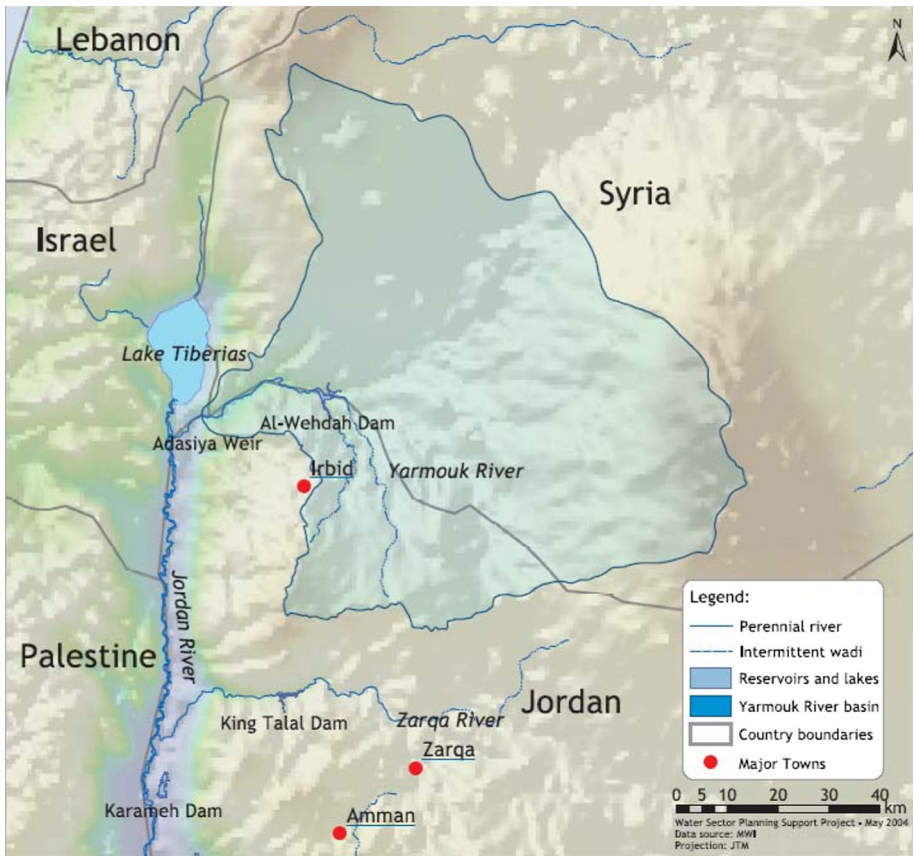 Lebanon
N
Syria
Israel
Lake Tiberias
Al-Wehdah Dam
Adasiya Weir
Irbid
Yarmouk River
Jordan River
Palestine
Jordan
King Talal Dam
Zarqa River
Zarqa
Karameh Dam
Amman
Legend:
Perennial river
Intermittent wadi
Reservoirs and lakes
Yarmouk River basin
Country boundaries
Major Towns
0 5 10 20 30 40
km
Water Sector Planning Support Project • May 2004
Data source: MWI
Projection: JTM